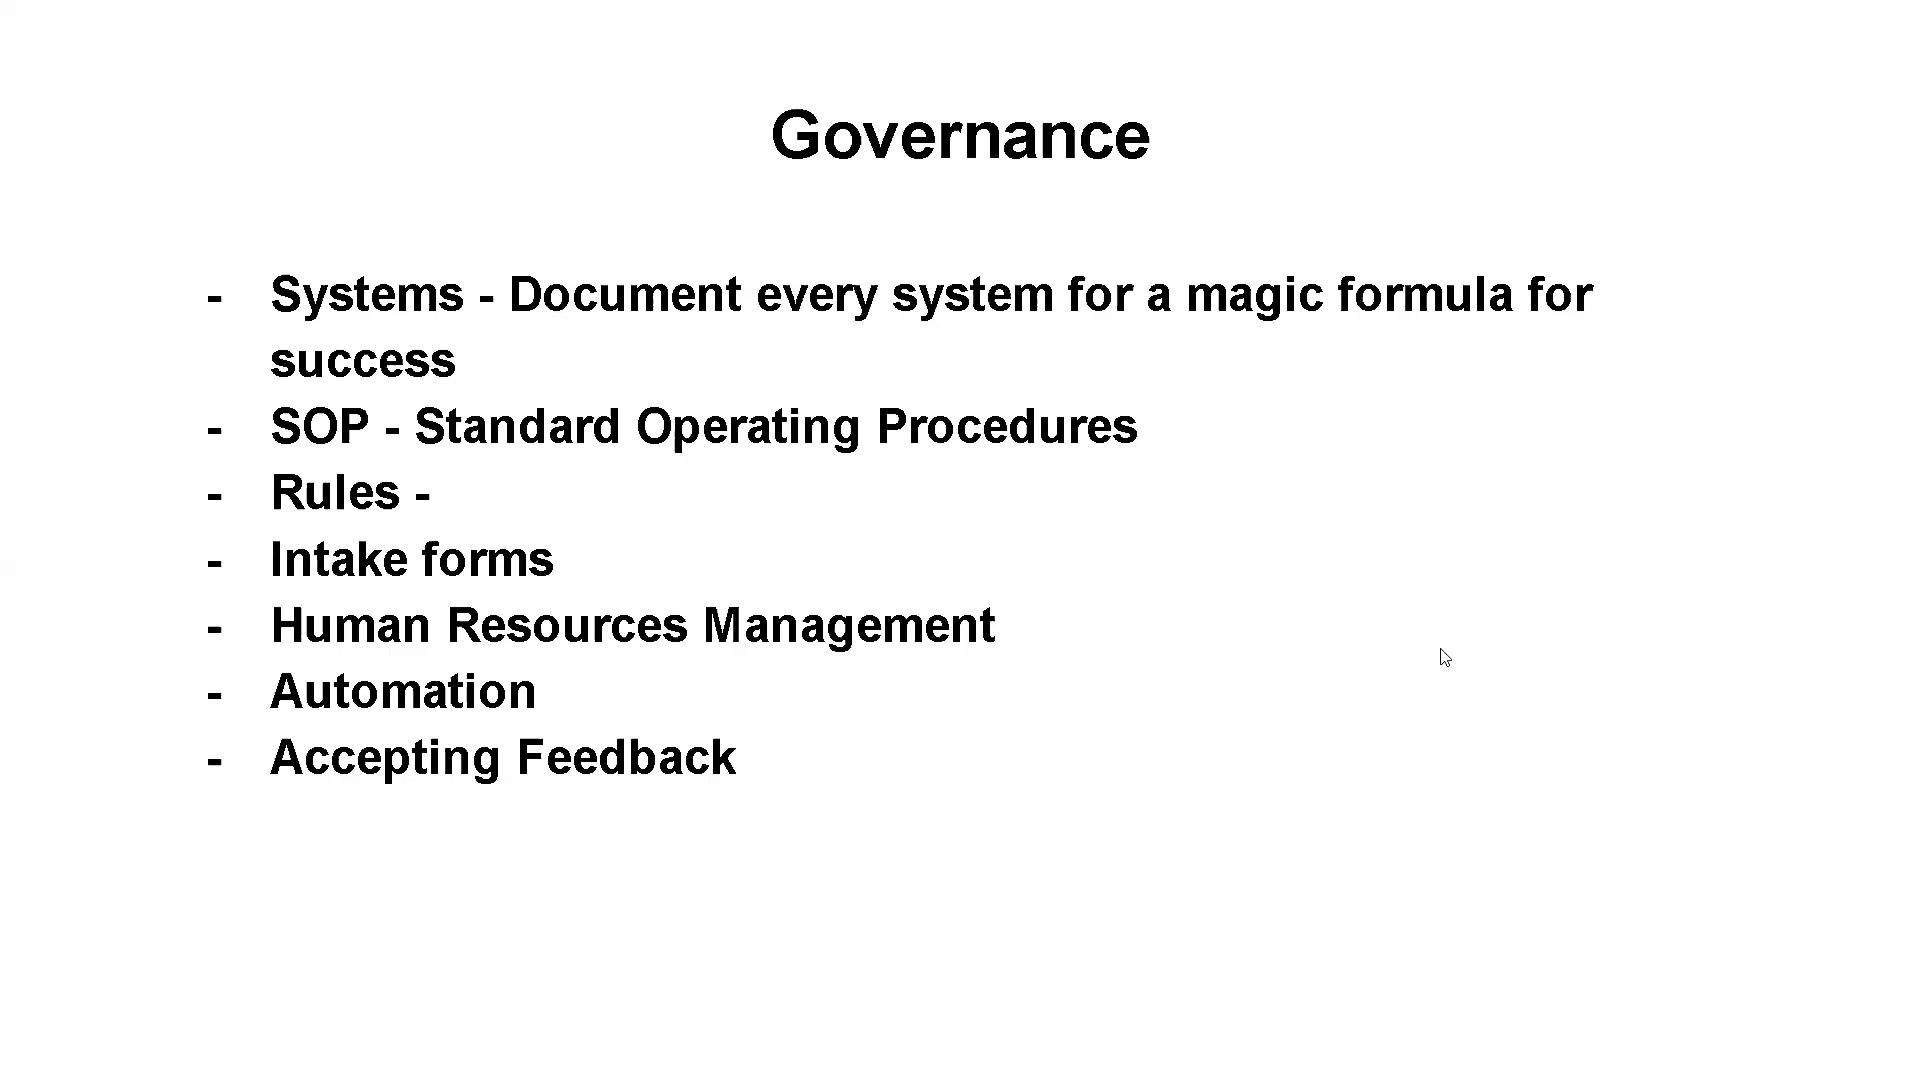 Governance
- Systems - Document every system for a magic formula for
success
- SOP - Standard Operating Procedures
- Rules -
- Intake forms
- Human Resources Management
- Automation
- Accepting Feedback